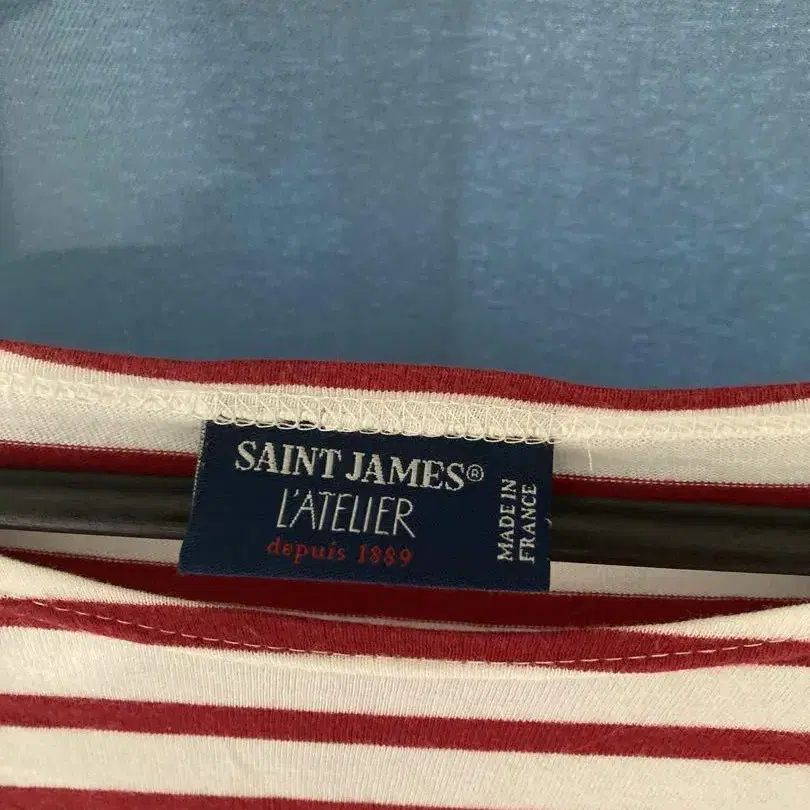 SAINT JAMES®
L'ATELIER
depuis 1889
MADE IN
FRANCE